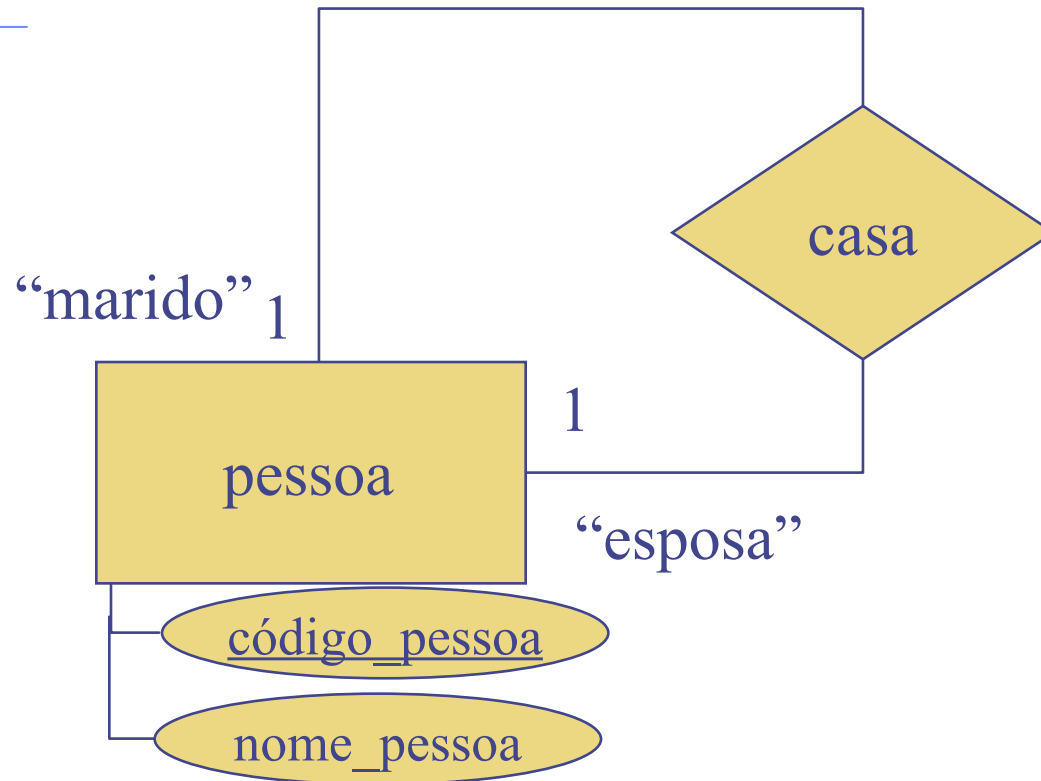 casa
“marido”
1
1
pessoa
“esposa”
código_pessoa
nome_pessoa